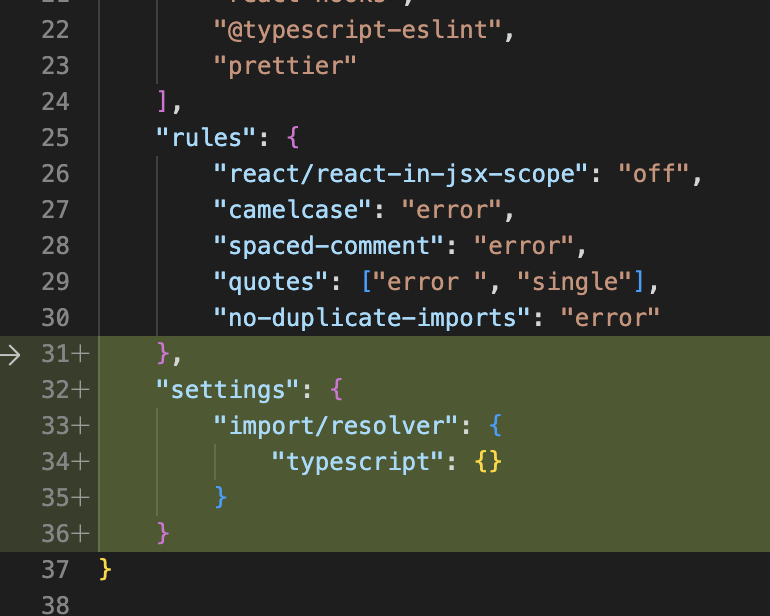 21 "react-hooks",
22 "@typescript-eslint",
23 "prettier"
24 ],
25 "rules": {
26 "react/react-in-jsx-scope": "off",
27 "camelcase": "error",
28 "spaced-comment": "error",
29 "quotes": ["error ", "single"],
30 "no-duplicate-imports": "error"
31+ },
32+ "settings": {
33+ "import/resolver": {
34+ "typescript": {}
35+ }
36+ }
37 }
38